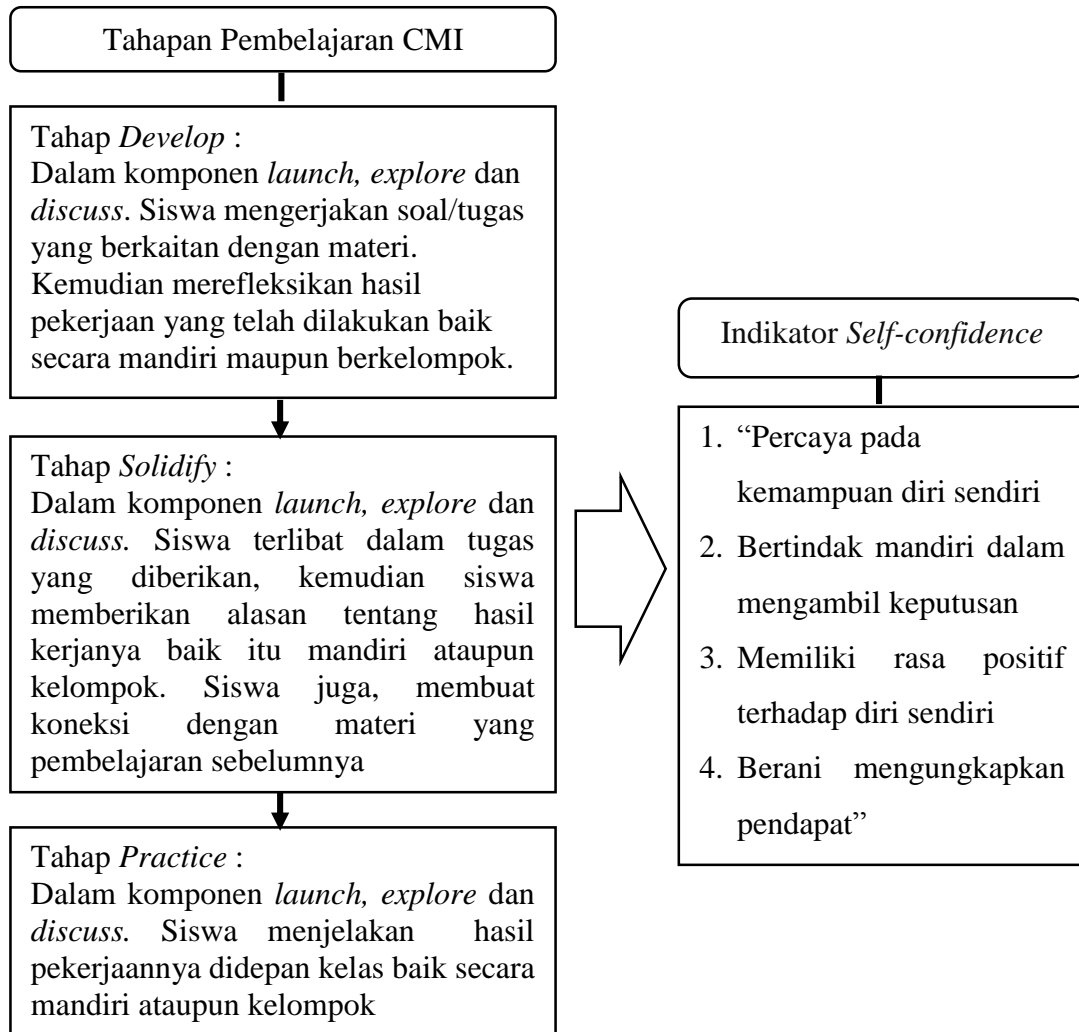 Tahapan Pembelajaran CMI
Tahap Develop :
Dalam komponen launch, explore dan
discuss. Siswa mengerjakan soal/tugas
yang berkaitan dengan materi.
Kemudian merefleksikan hasil
pekerjaan yang telah dilakukan baik
secara mandiri maupun berkelompok.
Tahap Solidify :
Dalam komponen launch, explore dan
discuss. Siswa terlibat dalam tugas
yang diberikan, kemudian siswa
memberikan alasan tentang hasil
kerjanya baik itu mandiri ataupun
kelompok. Siswa juga, membuat
koneksi dengan materi yang
pembelajaran sebelumnya
Tahap Practice :
Dalam komponen launch, explore dan
discuss. Siswa menjelakan hasil
pekerjaannya didepan kelas baik secara
mandiri ataupun kelompok
Indikator Self-confidence
1. “Percaya pada
kemampuan diri sendiri
2. Bertindak mandiri dalam
mengambil keputusan
3. Memiliki rasa positif
terhadap diri sendiri
4. Berani mengungkapkan
pendapat”